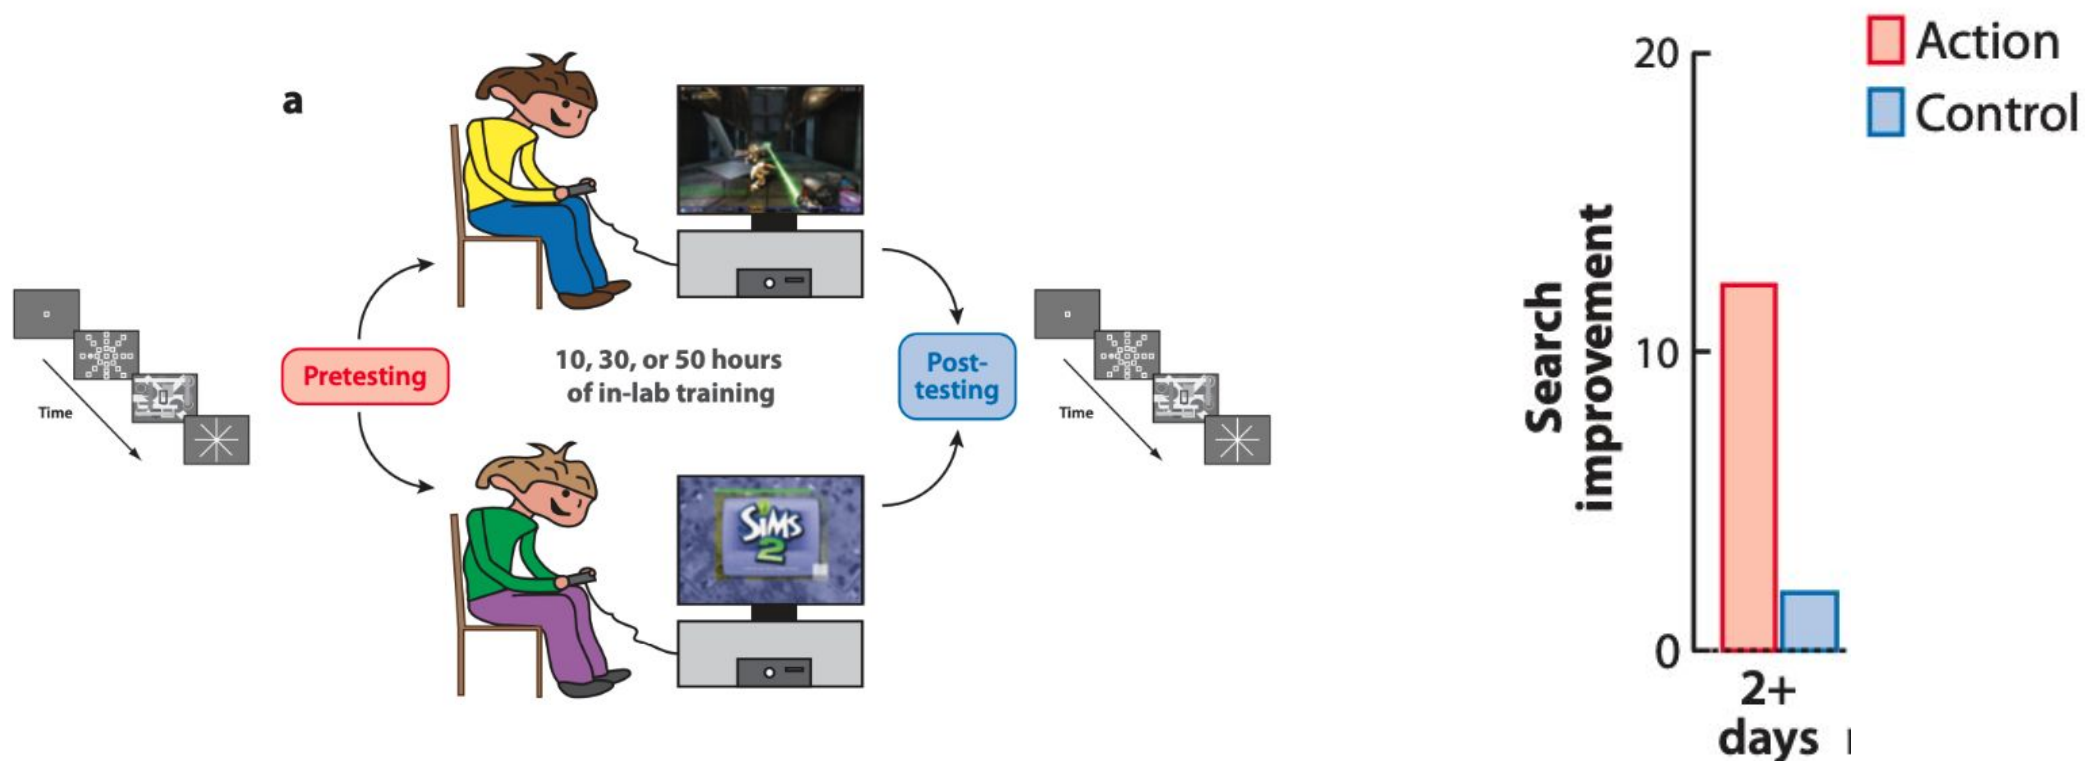 a
Time
Pretesting
10, 30, or 50 hours
of in-lab training
SiMS
2
Post-
testing
Time
Search
improvement
20
10
0
2+
days
Action
Control